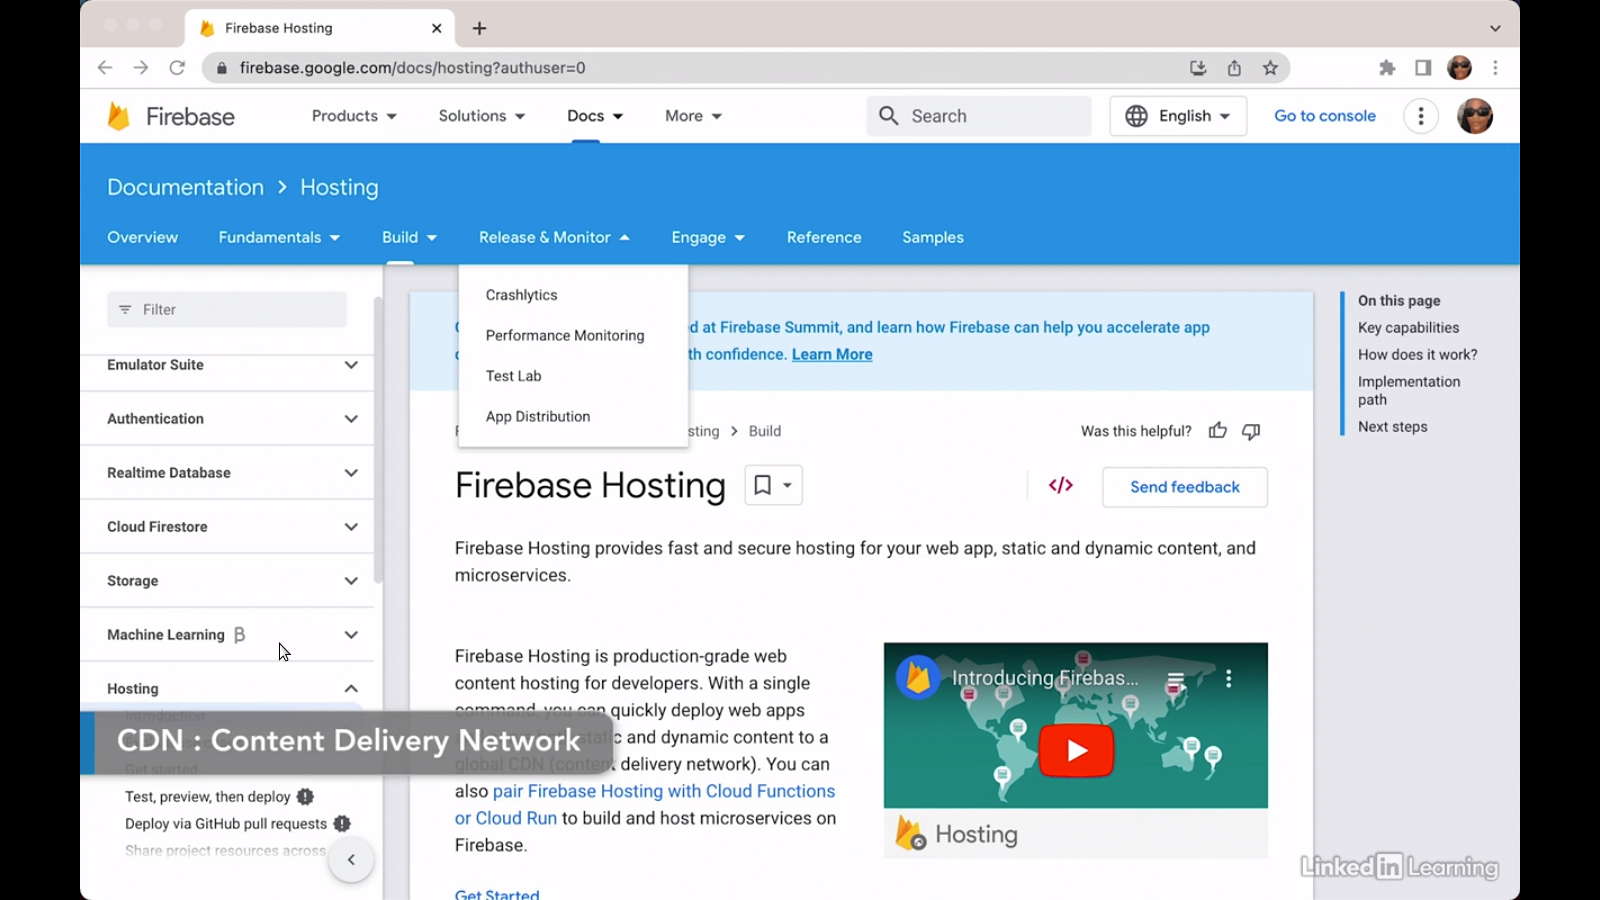 Firebase Hosting
firebase.google.com/docs/hosting?authuser=0
Firebase
Products
Solutions
Docs
More
Search
English
Go to console
Documentation > Hosting
Overview
Fundamentals
Build
Release & Monitor
Engage
Reference
Samples
Filter
Emulator Suite
Authentication
Realtime Database
Cloud Firestore
Storage
Machine Learning β
Hosting
Introduction
Get started
Test, preview, then deploy
Deploy via GitHub pull requests
Share project resources across
CDN : Content Delivery Network
Crashlytics
Performance Monitoring
Test Lab
App Distribution
d at Firebase Summit, and learn how Firebase can help you accelerate app
th confidence. Learn More
sting > Build
Was this helpful?
Firebase Hosting
Send feedback
Firebase Hosting provides fast and secure hosting for your web app, static and dynamic content, and
microservices.
Firebase Hosting is production-grade web
content hosting for developers. With a single
command, you can quickly deploy web apps
static and dynamic content to a
global CDN (content delivery network). You can
also pair Firebase Hosting with Cloud Functions
or Cloud Run to build and host microservices on
Firebase.
Get Started
Introducing Firebas...
Hosting
On this page
Key capabilities
How does it work?
Implementation
path
Next steps
LinkedIn Learning